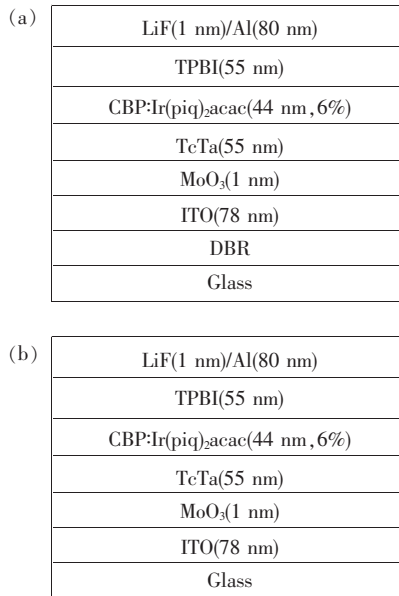 (a)
LiF(1 nm)/Al(80 nm)
TPBI(55 nm)
CBP:Ir(piq)₂acac(44 nm,6%)
TcTa(55 nm)
MoO₃(1 nm)
ITO(78 nm)
DBR
Glass
(b)
LiF(1 nm)/Al(80 nm)
TPBI(55 nm)
CBP:Ir(piq)₂acac(44 nm,6%)
TcTa(55 nm)
MoO₃(1 nm)
ITO(78 nm)
Glass